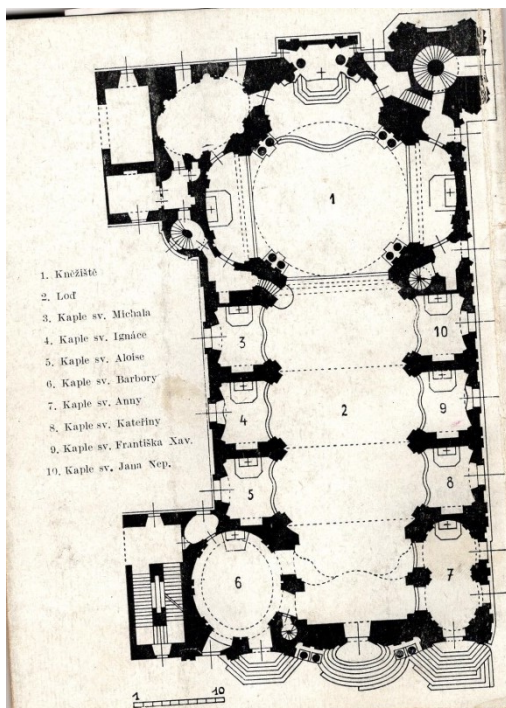 1
1. Kněžiště
2. Loď
3. Kaple sv. Michala
4. Kaple sv. Ignáce
5. Kaple sv. Aloise
6. Kaple sv. Barbory
7. Kaple sv. Anny
8. Kaple sv. Kateřiny
9. Kaple sv. Františka Xav.
10. Kaple sv. Jana Nep.
3
10
4
2
9
5
8
6
7
1 10